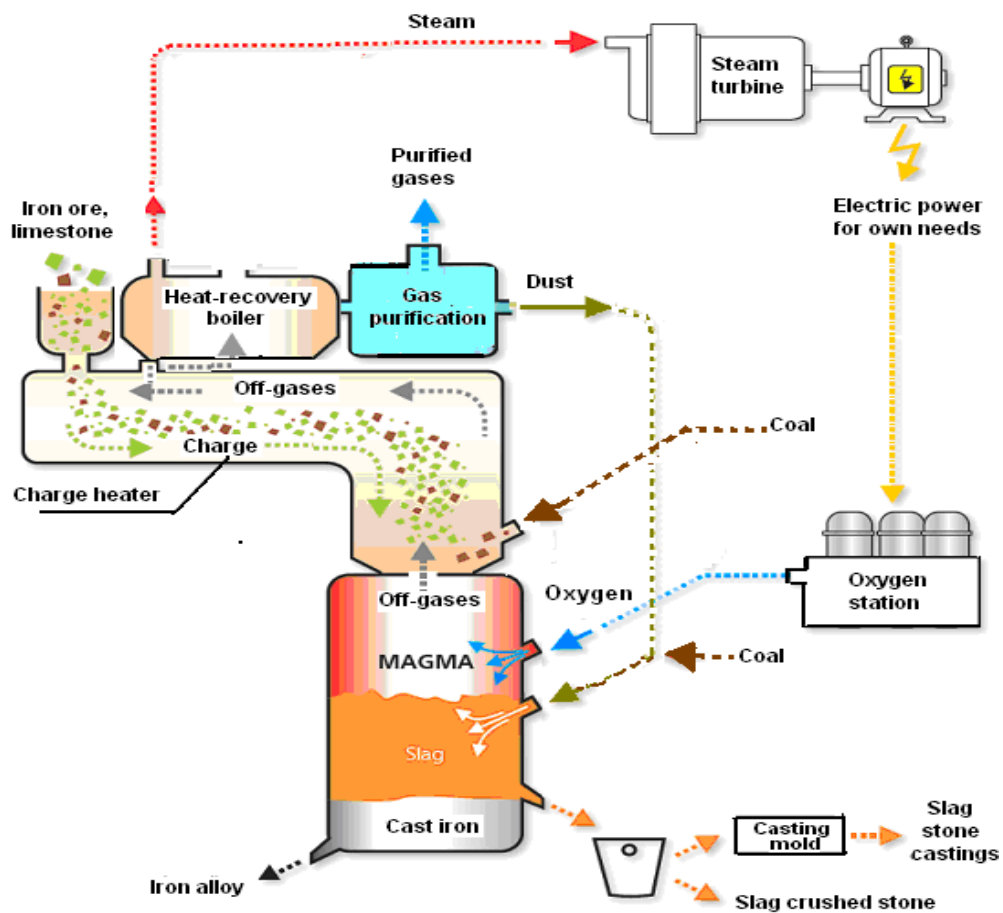 Steam
Steam
turbine
Purified
gases
Iron ore,
limestone
Electric power
for own needs
Heat-recovery
boiler
Gas
purification
Dust
Off-gases
Coal
Charge
Charge heater
Off-gases
Oxygen
Oxygen
station
MAGMA
Coal
Slag
Cast iron
Casting
mold
Slag
stone
castings
Iron alloy
Slag crushed stone